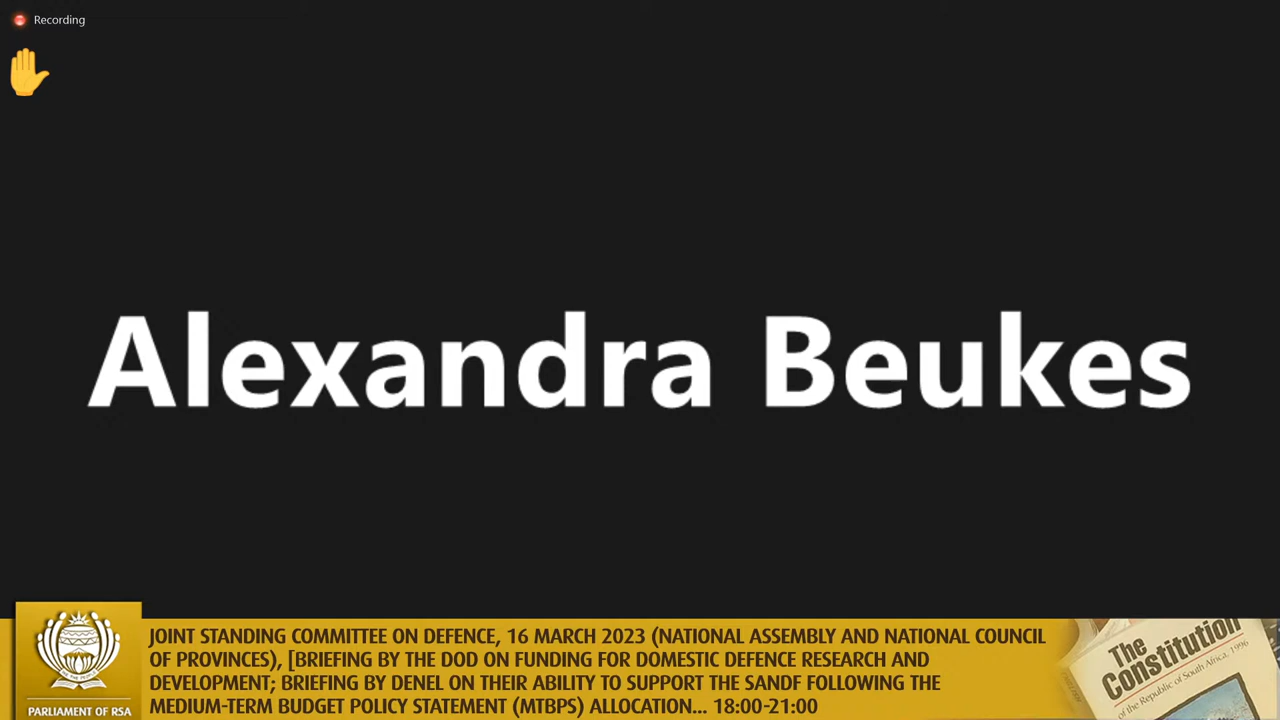 Recording
Alexandra Beukes
JOINT STANDING COMMITTEE ON DEFENCE, 16 MARCH 2023 (NATIONAL ASSEMBLY AND NATIONAL COUNCIL
OF PROVINCES), [BRIEFING BY THE DOD ON FUNDING FOR DOMESTIC DEFENCE RESEARCH AND
DEVELOPMENT; BRIEFING BY DENEL ON THEIR ABILITY TO SUPPORT THE SANDF FOLLOWING THE
MEDIUM-TERM BUDGET POLICY STATEMENT (MTBPS) ALLOCATION... 18:00-21:00
PARLIAMENT OF RSA
The
Constitution
of the Republic of South Africa, 1996